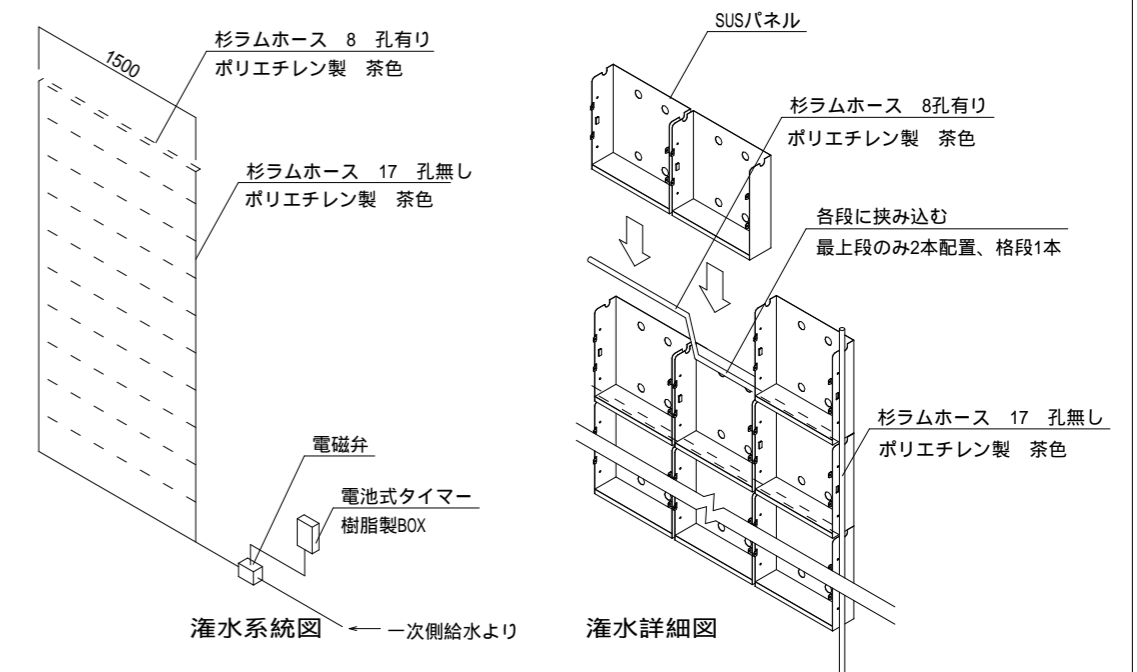 杉ラムホース　8　孔有り
ポリエチレン製　茶色
1500
杉ラムホース　17　孔無し
ポリエチレン製　茶色
電磁弁
電池式タイマー
樹脂製BOX
灌水系統図
一次側給水より
SUSパネル
杉ラムホース　8孔有り
ポリエチレン製　茶色
各段に挟み込む
最上段のみ2本配置、格段1本
杉ラムホース　17　孔無し
ポリエチレン製　茶色
灌水詳細図